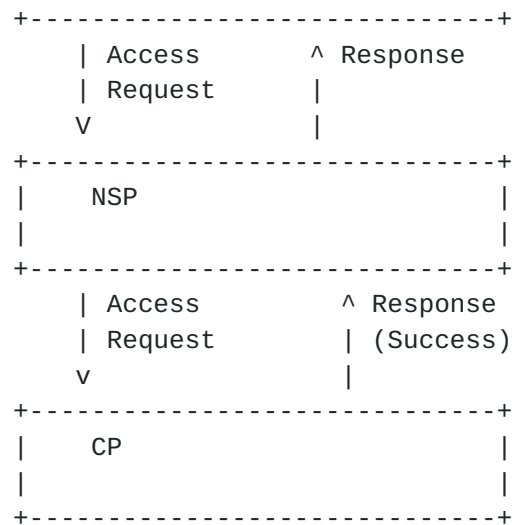 +------------------------------+
| Access ^ Response
| Request |
V |
+------------------------------+
| NSP |
| |
+------------------------------+
| Access ^ Response
| Request | (Success)
v |
+------------------------------+
| CP |
| |
+------------------------------+